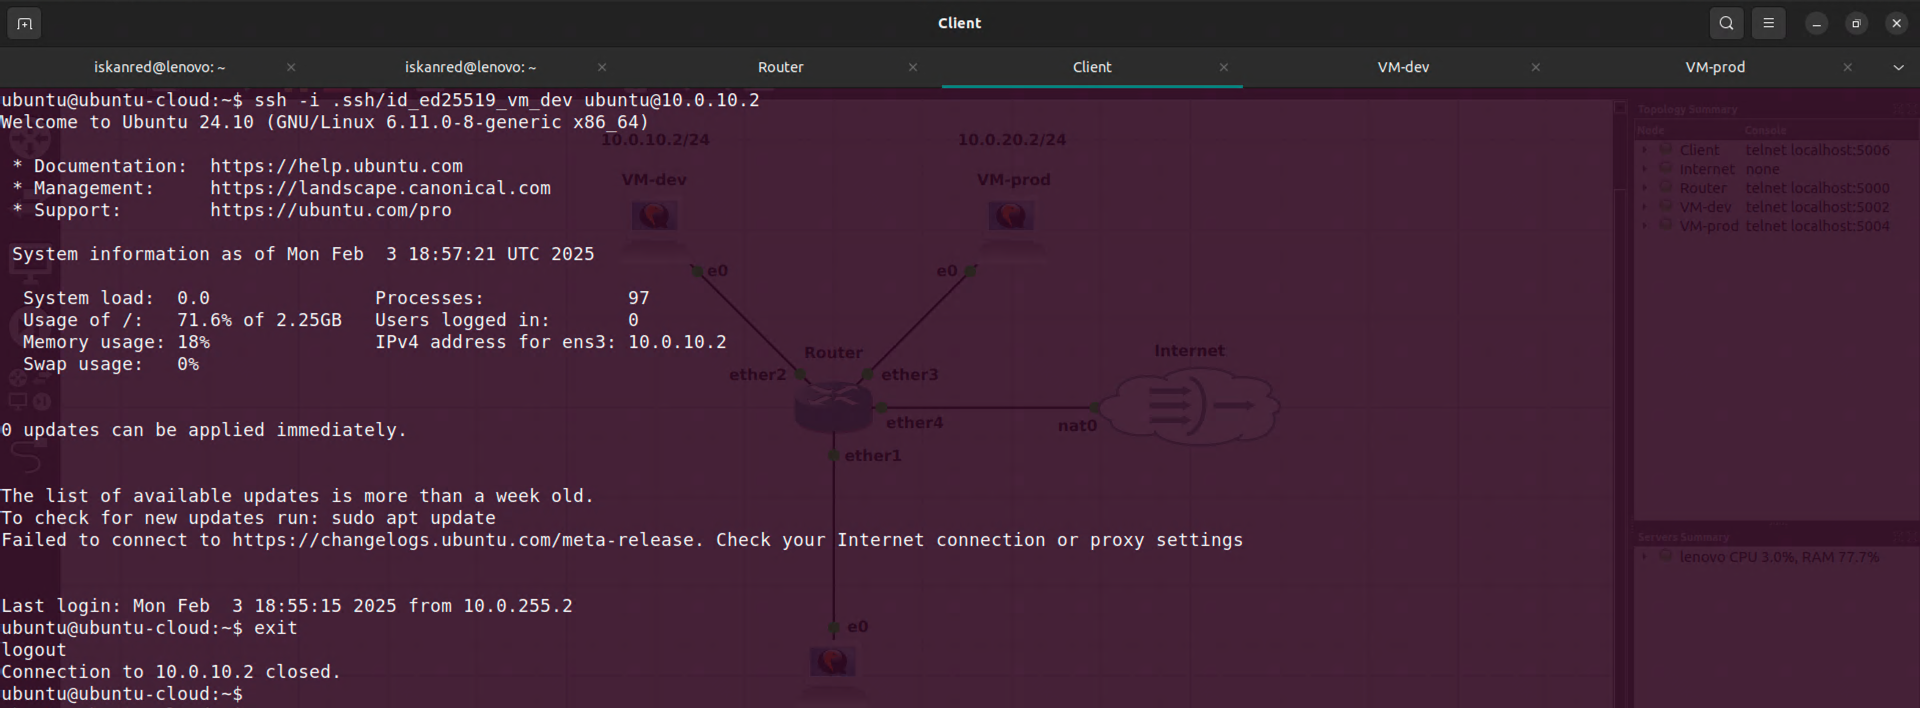 Client
iskanred@lenovo: ~
iskanred@lenovo: ~
Router
Client
VM-dev
VM-prod
ubuntu@ubuntu-cloud:~$ ssh -i .ssh/id_ed25519_vm_dev ubuntu@10.0.10.2
Welcome to Ubuntu 24.10 (GNU/Linux 6.11.0-8-generic x86_64)
* Documentation:  https://help.ubuntu.com
* Management:     https://landscape.canonical.com
* Support:        https://ubuntu.com/pro
System information as of Mon Feb  3 18:57:21 UTC 2025
System load:  0.0               Processes:             97
Usage of /:   71.6% of 2.25GB   Users logged in:       0
Memory usage: 18%               IPv4 address for ens3: 10.0.10.2
Swap usage:   0%
0 updates can be applied immediately.
The list of available updates is more than a week old.
To check for new updates run: sudo apt update
Failed to connect to https://changelogs.ubuntu.com/meta-release. Check your Internet connection or proxy settings
Last login: Mon Feb  3 18:55:15 2025 from 10.0.255.2
ubuntu@ubuntu-cloud:~$ exit
logout
Connection to 10.0.10.2 closed.
ubuntu@ubuntu-cloud:~$
10.0.10.2/24
10.0.20.2/24
VM-dev
VM-prod
e0
e0
Router
Internet
ether2
ether3
ether4
nat0
ether1
e0
Topology Summary
Node Console
Client telnet localhost:5006
Internet none
Router telnet localhost:5000
VM-dev telnet localhost:5002
VM-prod telnet localhost:5004
Servers Summary
lenovo CPU 3.0%, RAM 77.7%